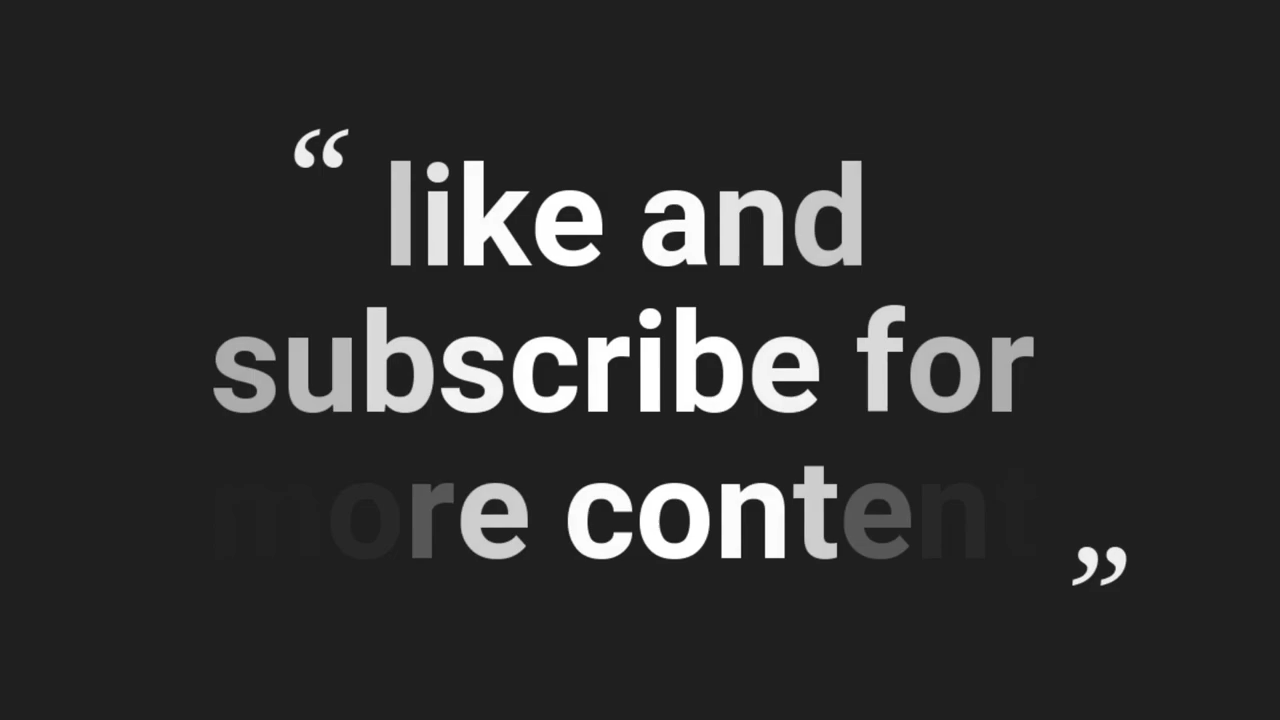 “ like and
subscribe for
more content ”